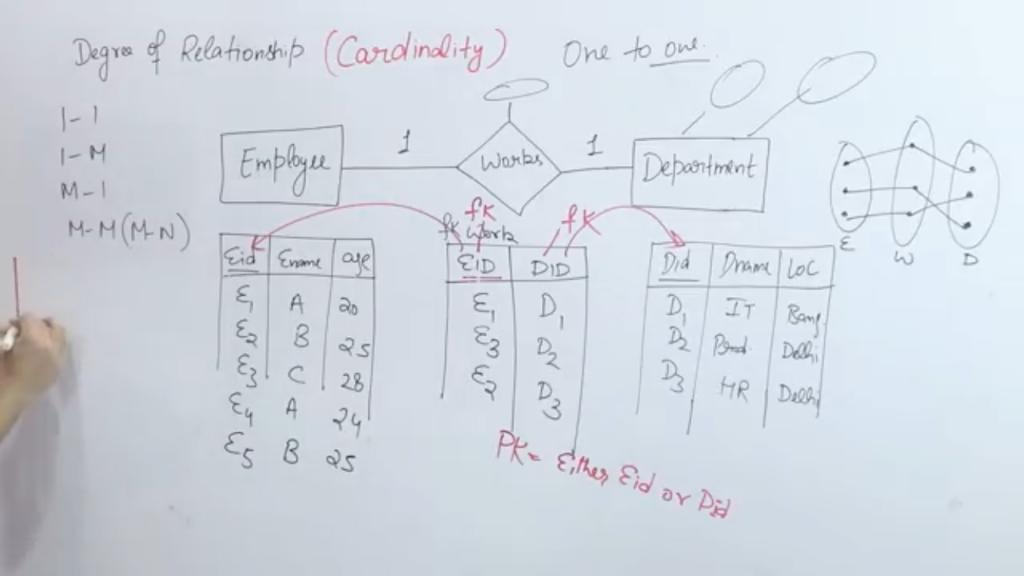 Degree of Relationship (Cardinality) One to one.
1-1
1-M
M-1
M-M (M-N)
Employee 1 Works 1 Department
E W D
fk fk
fk Work
Eid Ename age
E1 A 20
E2 B 25
E3 C 28
E4 A 24
E5 B 25
EID DID
E1 D1
E3 D2
E2 D3
Did Dname Loc
D1 IT Bang.
D2 Prod. Delhi
D3 HR Delhi
PK = Either Eid or Did